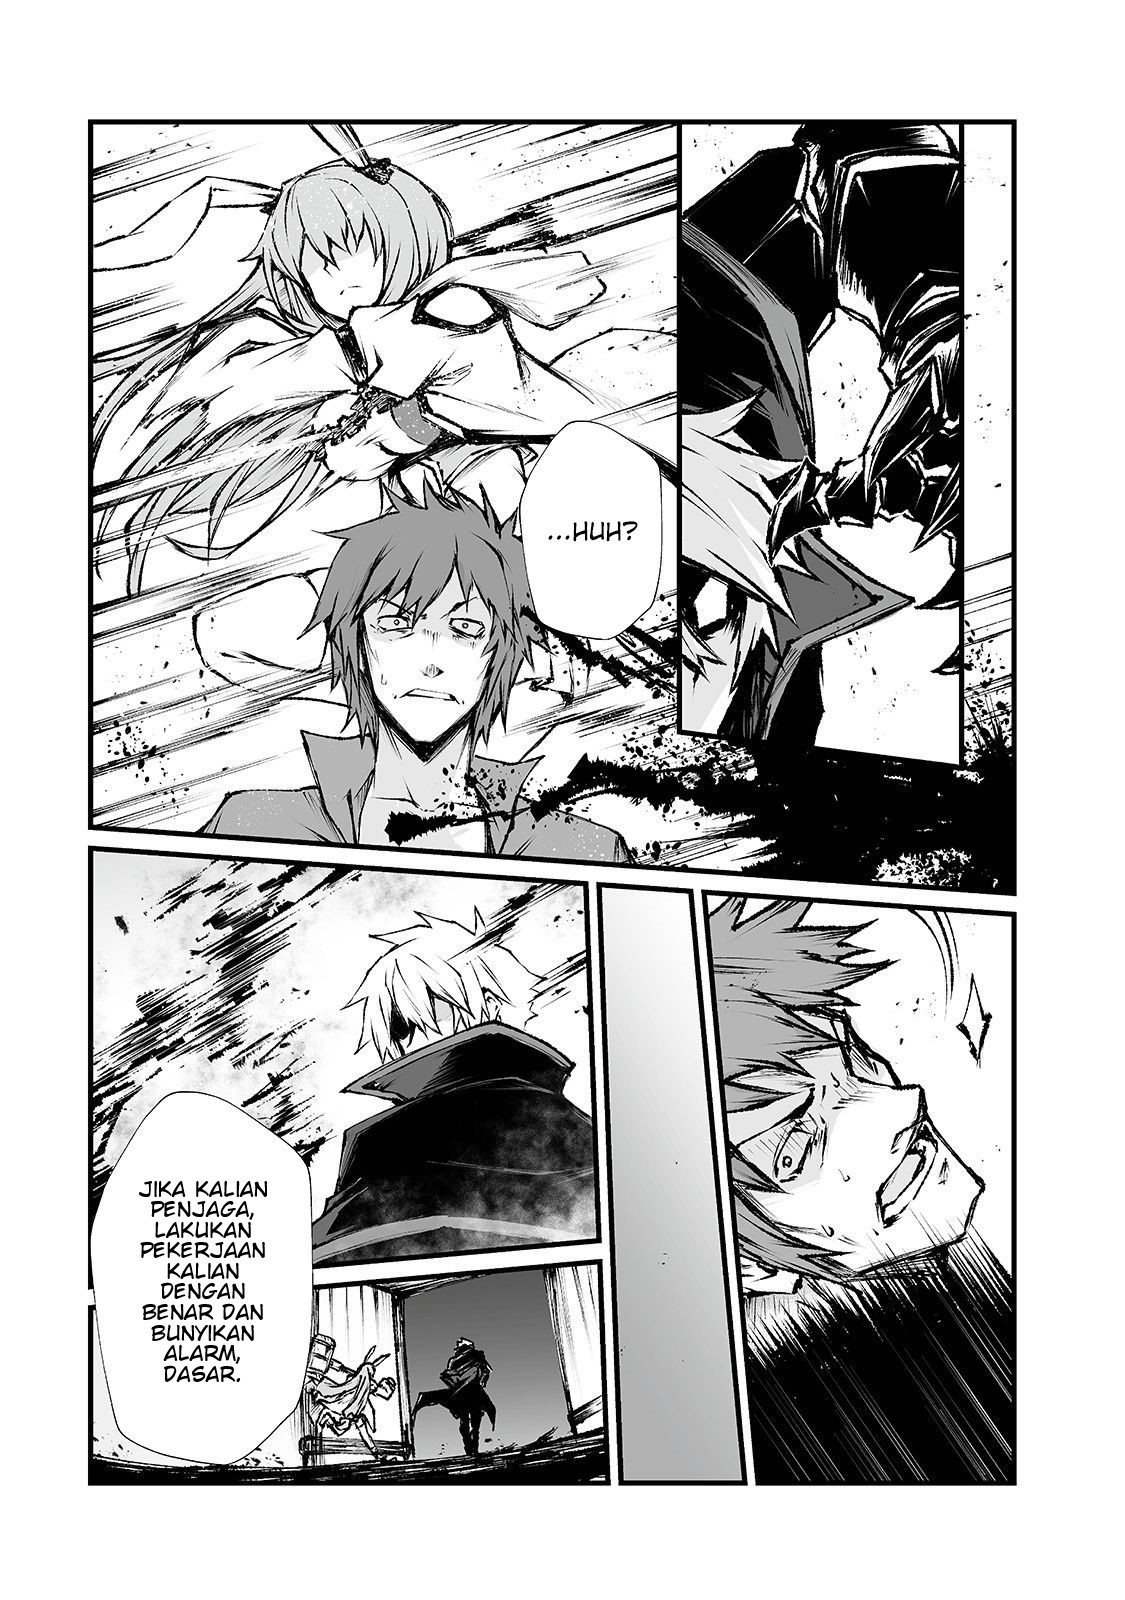 ...HUH?
JIKA KALIAN
PENJAGA,
LAKUKAN
PEKERJAAN
KALIAN
DENGAN
BENAR DAN
BUNYIKAN
ALARM,
DASAR.